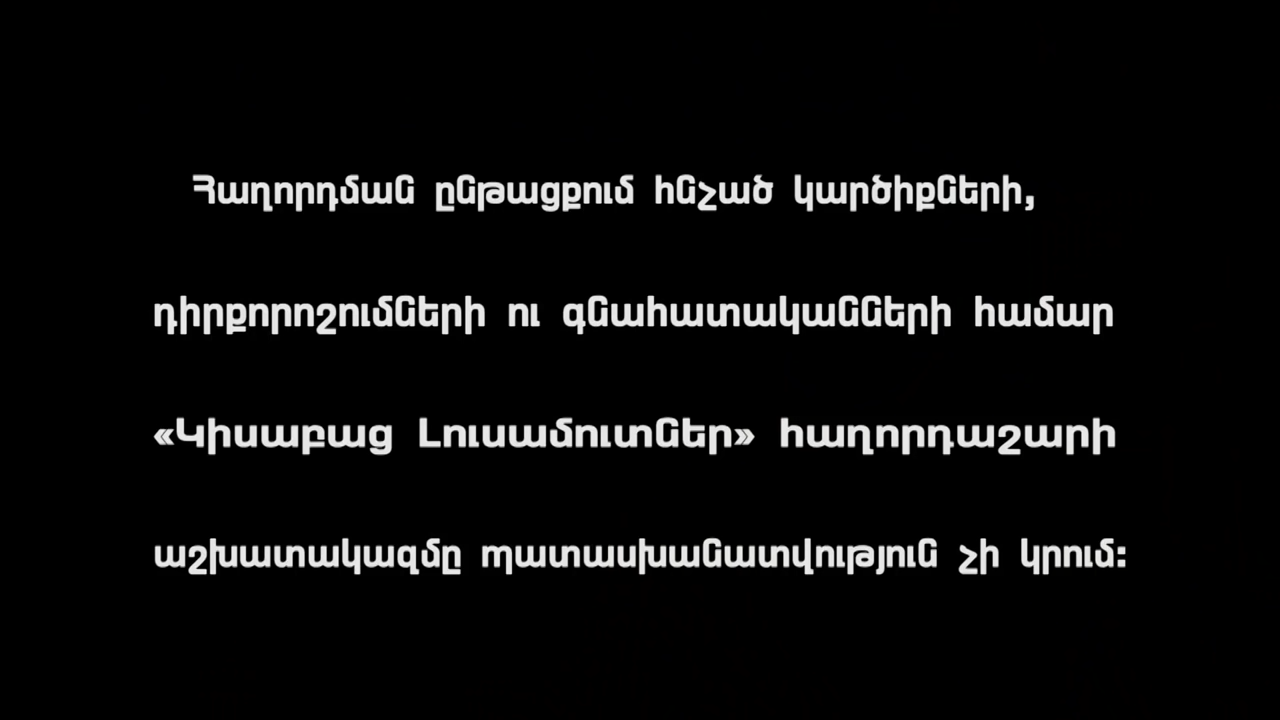 Հաղորդման ընթացքում հնչած կարծիքների,
դիրքորոշումների ու գնահատականների համար
«Կիսաբաց Լուսամուտներ» հաղորդաշարի
աշխատակազմը պատասխանատվություն չի կրում: